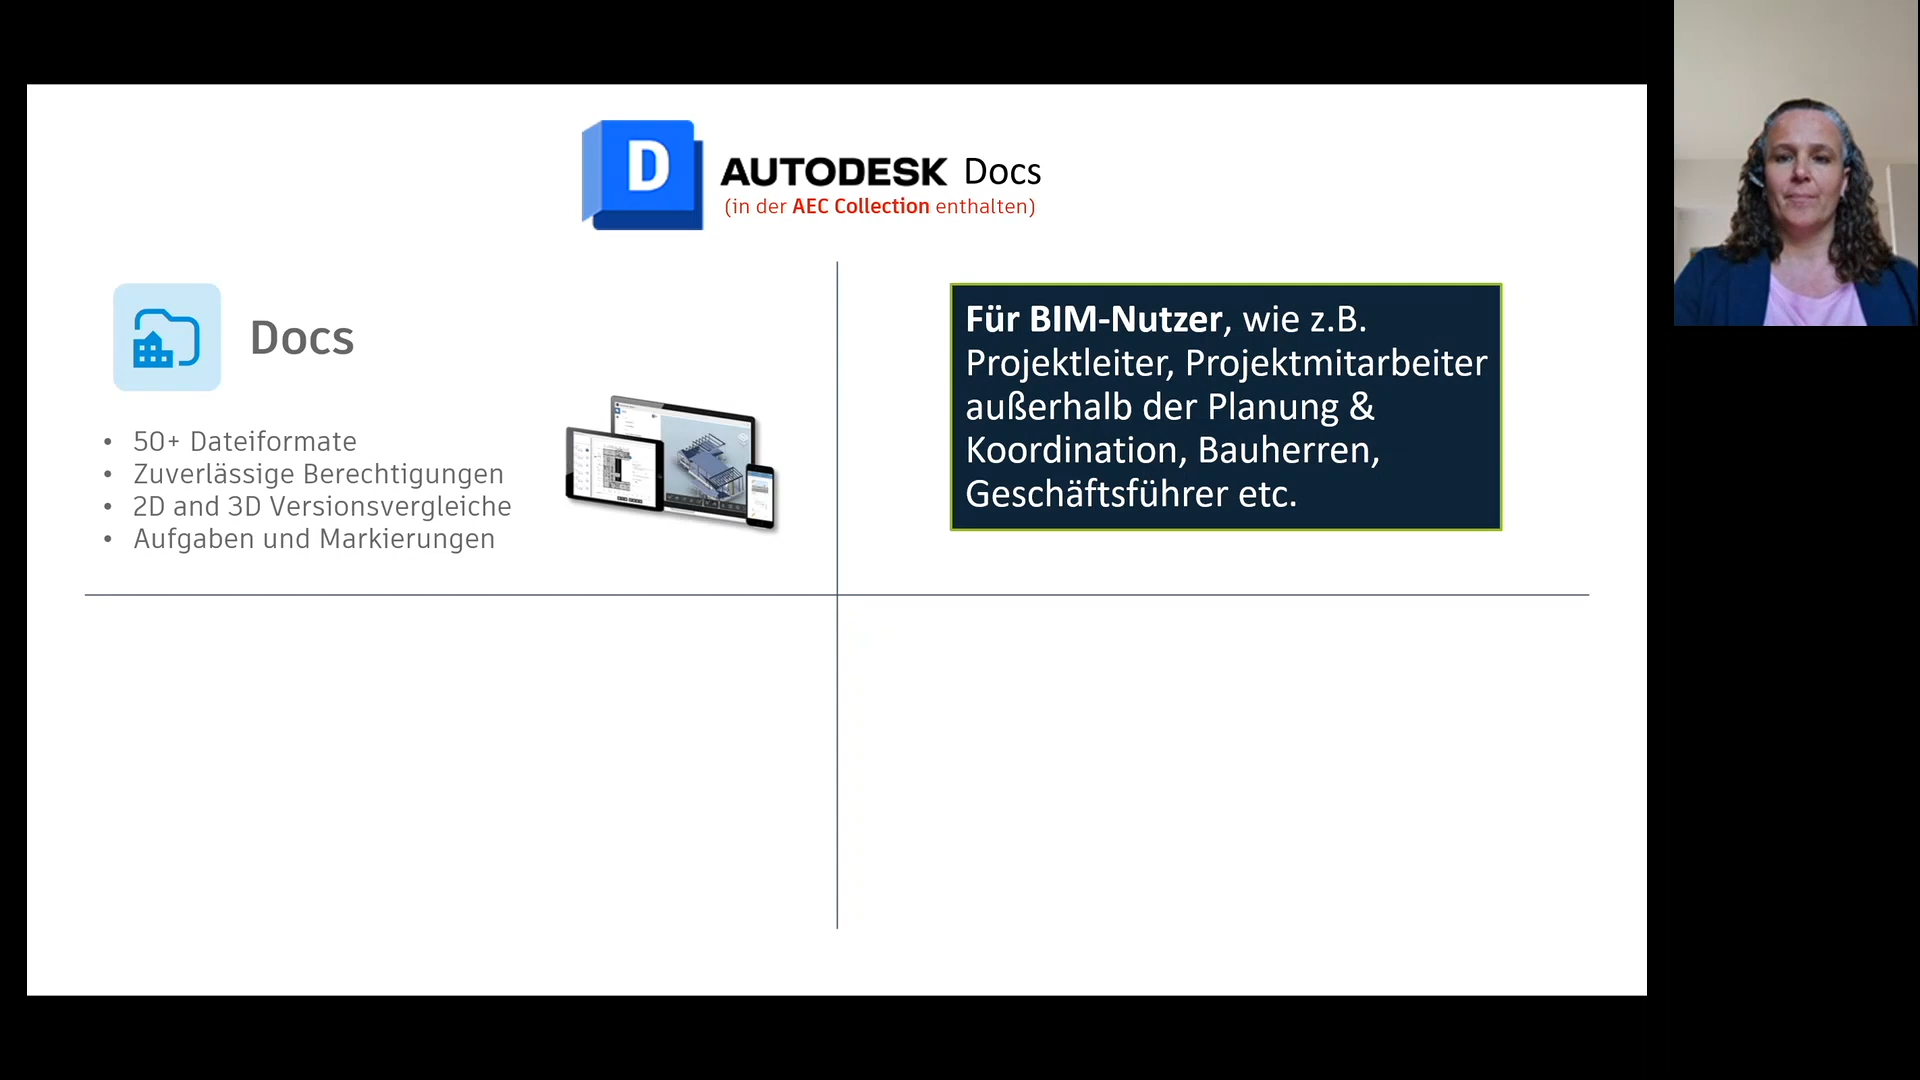 D
AUTODESK Docs
(in der AEC Collection enthalten)
Docs
• 50+ Dateiformate
• Zuverlässige Berechtigungen
• 2D and 3D Versionsvergleiche
• Aufgaben und Markierungen
Für BIM-Nutzer, wie z.B.
Projektleiter, Projektmitarbeiter
außerhalb der Planung &
Koordination, Bauherren,
Geschäftsführer etc.